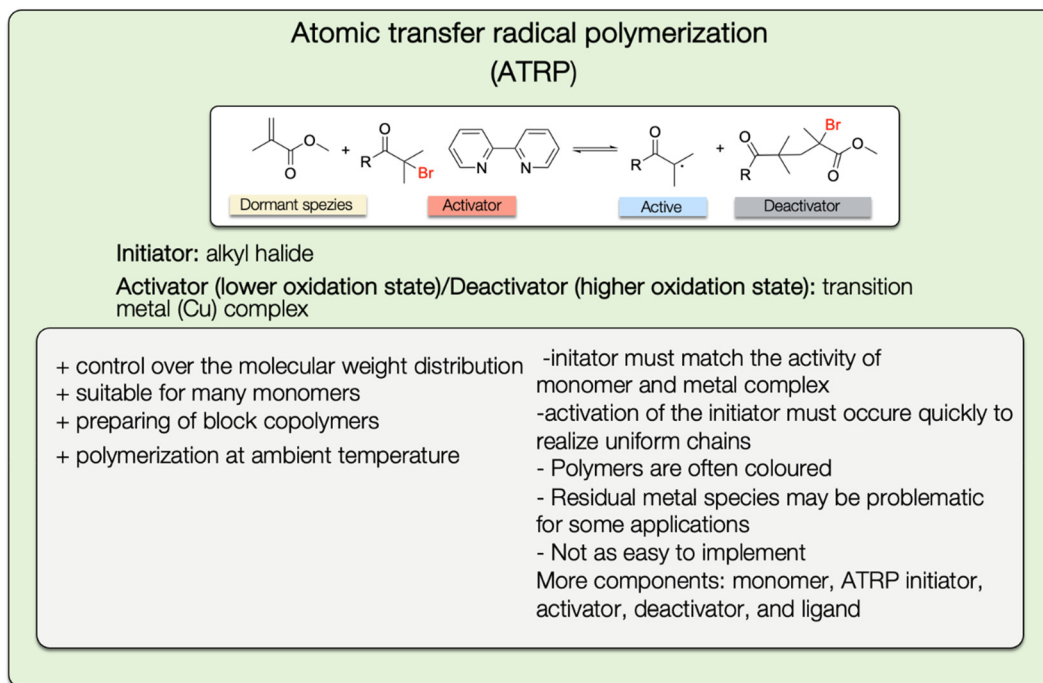 Atomic transfer radical polymerization
(ATRP)
O
O
+
R
O
Br
N
N
R
O
+
R
O
Br
O
O
Dormant spezies
Activator
Active
Deactivator
Initiator: alkyl halide
Activator (lower oxidation state)/Deactivator (higher oxidation state): transition
metal (Cu) complex
+ control over the molecular weight distribution
+ suitable for many monomers
+ preparing of block copolymers
+ polymerization at ambient temperature
-initator must match the activity of
monomer and metal complex
-activation of the initiator must occure quickly to
realize uniform chains
- Polymers are often coloured
- Residual metal species may be problematic
for some applications
- Not as easy to implement
More components: monomer, ATRP initiator,
activator, deactivator, and ligand